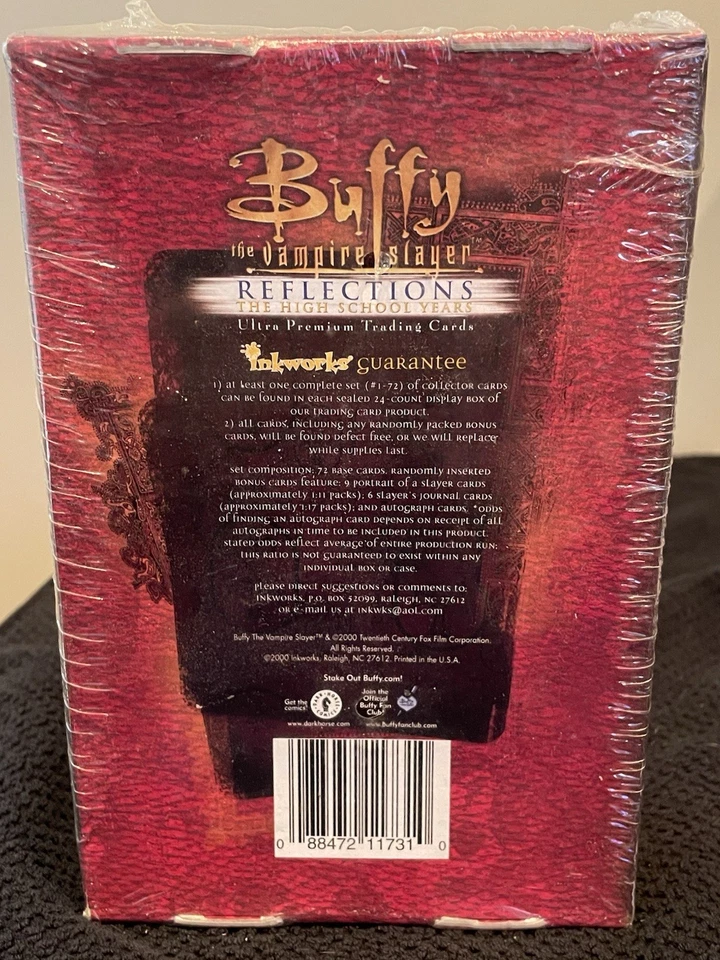 Buffy
the vampire slayer™
REFLECTIONS
THE HIGH SCHOOL YEARS
Ultra Premium Trading Cards
inkworks® GUARANTEE
1) at least one complete set (#1-72) of collector cards
can be found in each sealed 24-count display box of
our trading card product.
2) all cards, including any randomly packed bonus
cards, will be found defect free, or we will replace
while supplies last.
set composition: 72 base cards. randomly inserted
bonus cards feature: 9 portrait of a slayer cards
(approximately 1:11 packs); 6 slayer's journal cards
(approximately 1:17 packs); and autograph cards. *odds
of finding an autograph card depends on receipt of all
autographs in time to be included in this product.
stated odds reflect average of entire production run;
this ratio is not guaranteed to exist within any
individual box or case.
please direct suggestions or comments to:
inkworks, p.o. box 52099, raleigh, nc 27612
or e-mail us at inkwks@aol.com
Buffy The Vampire Slayer™ & ©2000 Twentieth Century Fox Film Corporation.
All Rights Reserved.
©2000 Inkworks, Raleigh, NC 27612. Printed in the U.S.A.
Stake Out Buffy.com!
Get the comics!
DARK HORSE COMICS
Join the Official Buffy Fan Club!
www.darkhorse.com www.Buffyfanclub.com
0 88472 11731 0